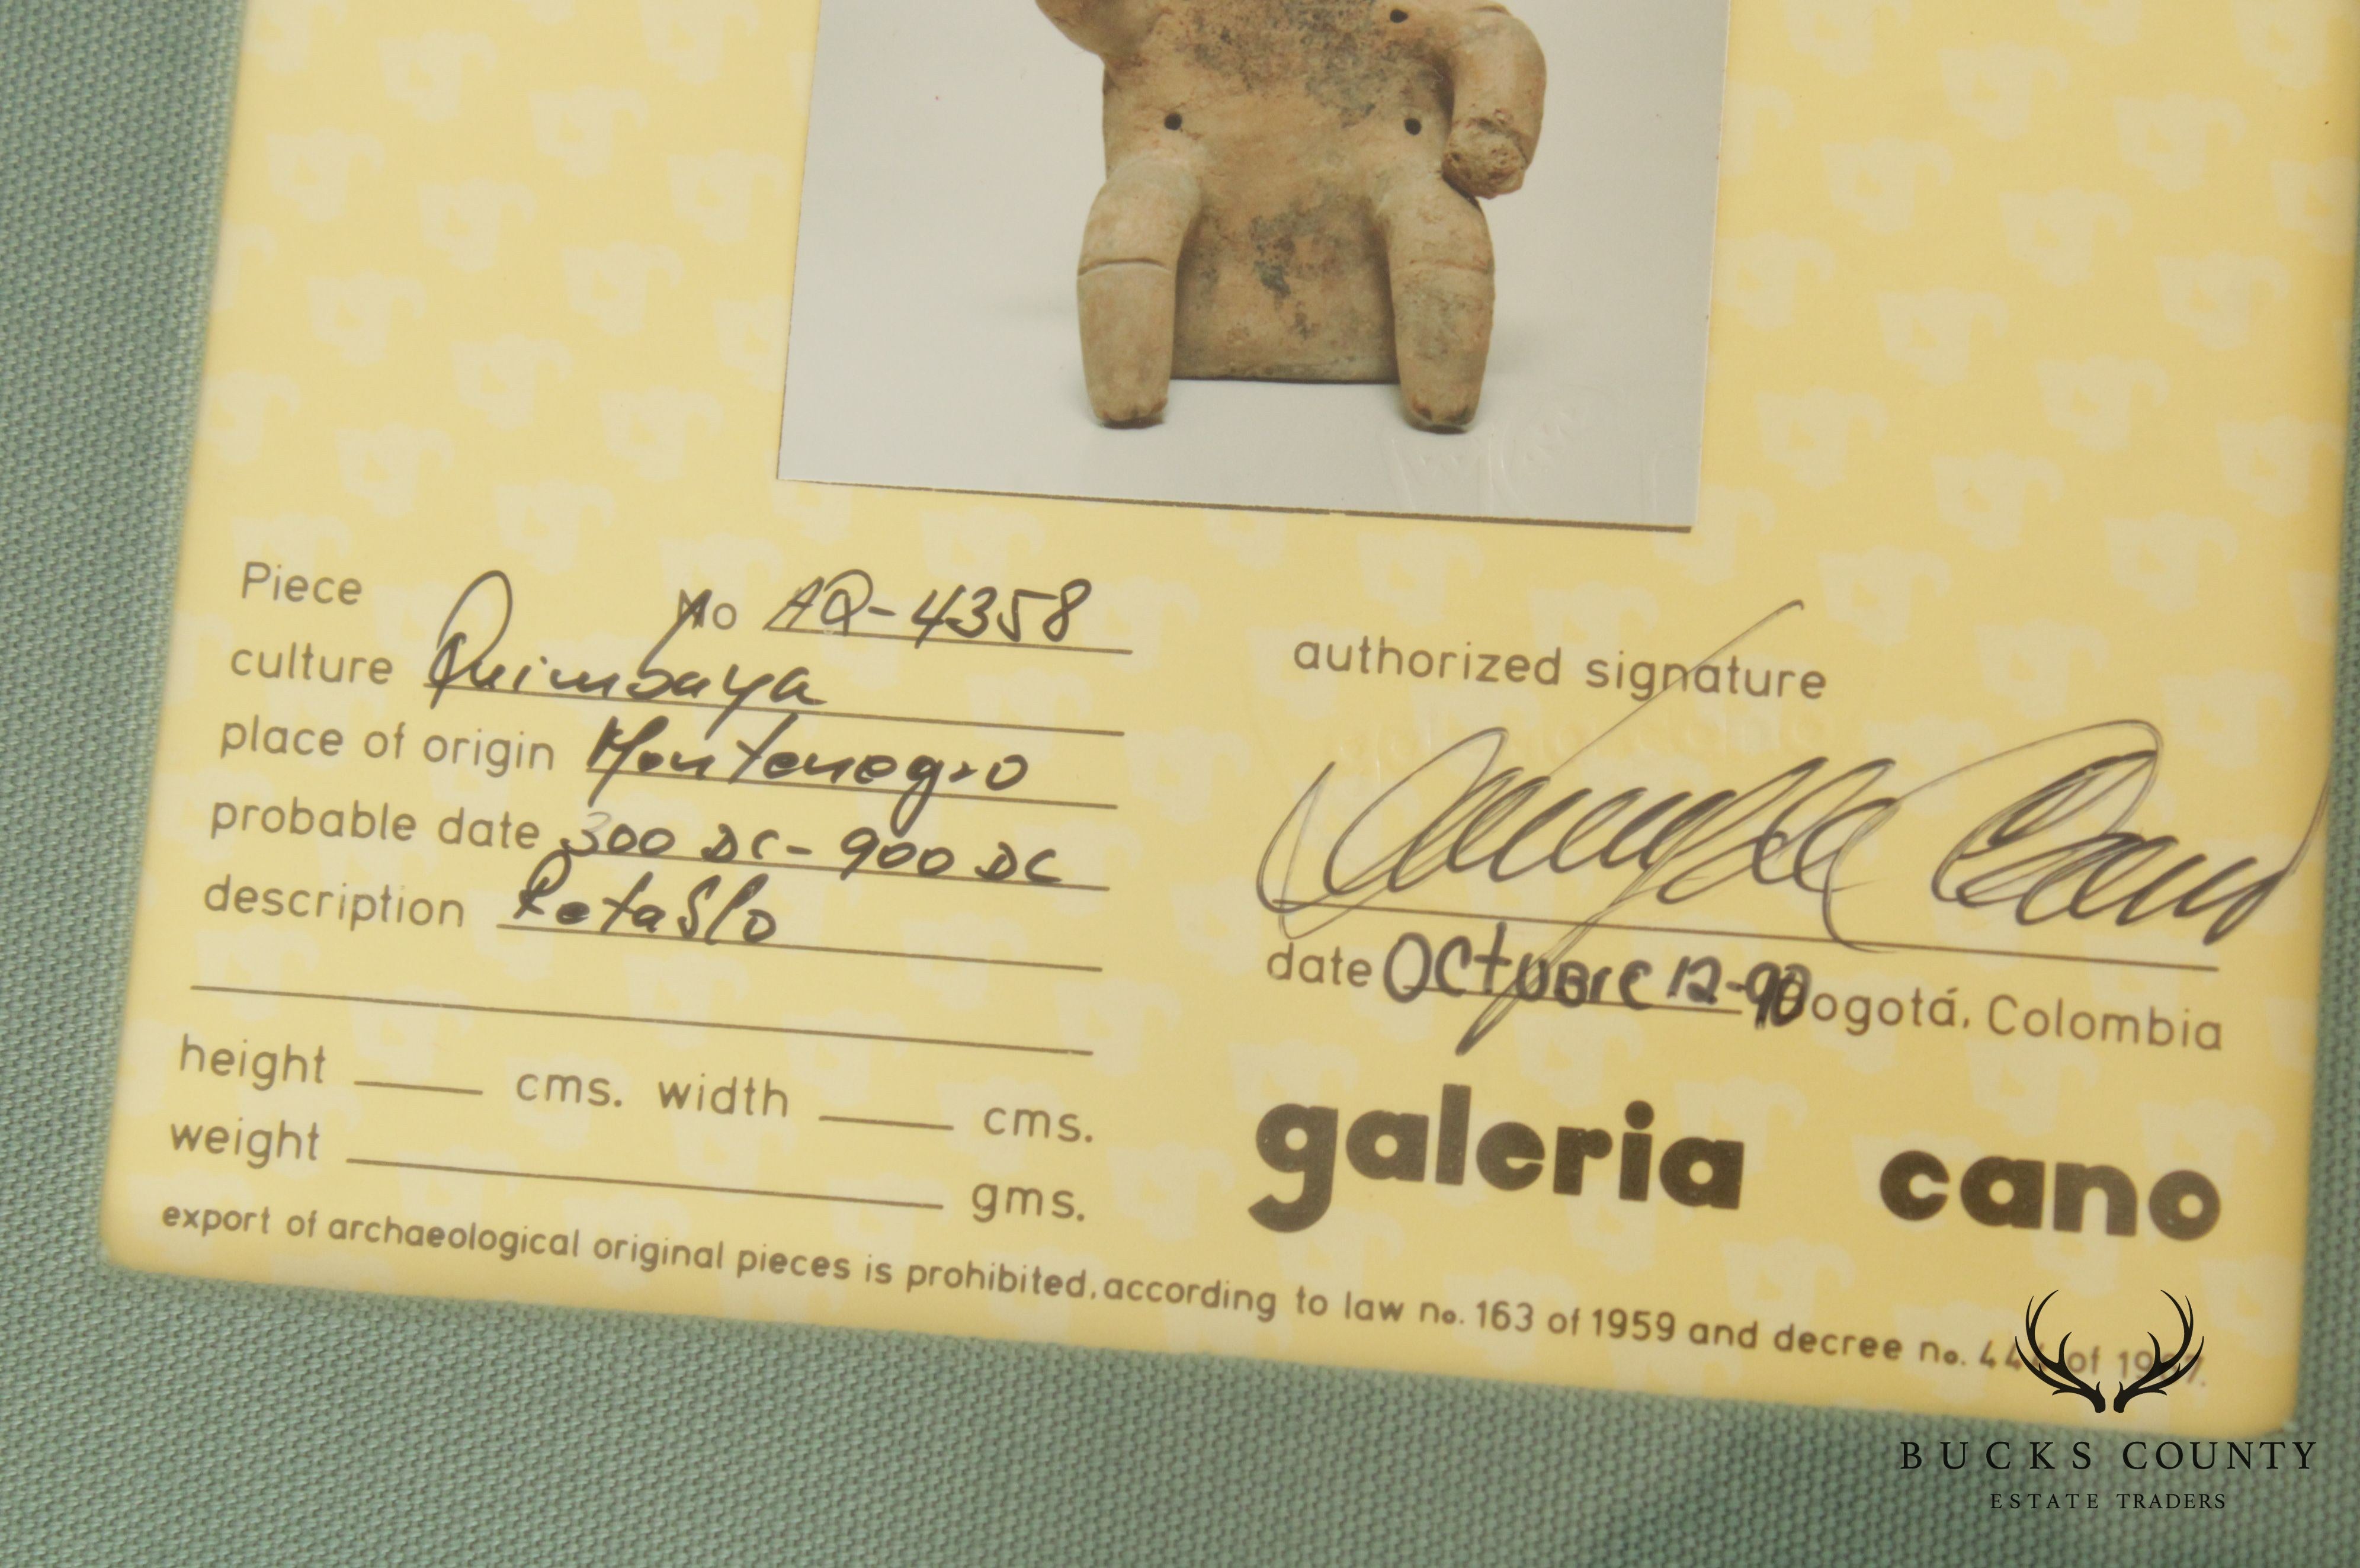 Piece No AQ-4358
culture Quimbaya
place of origin Montenegro
probable date 300 DC - 900 DC
description Retablo
height cms. width cms.
weight gms.
authorized signature
date Octubre 12-90 Bogotá, Colombia
galeria cano
export of archaeological original pieces is prohibited, according to law no. 163 of 1959 and decree no. of
BUCKS COUNTY
ESTATE TRADERS